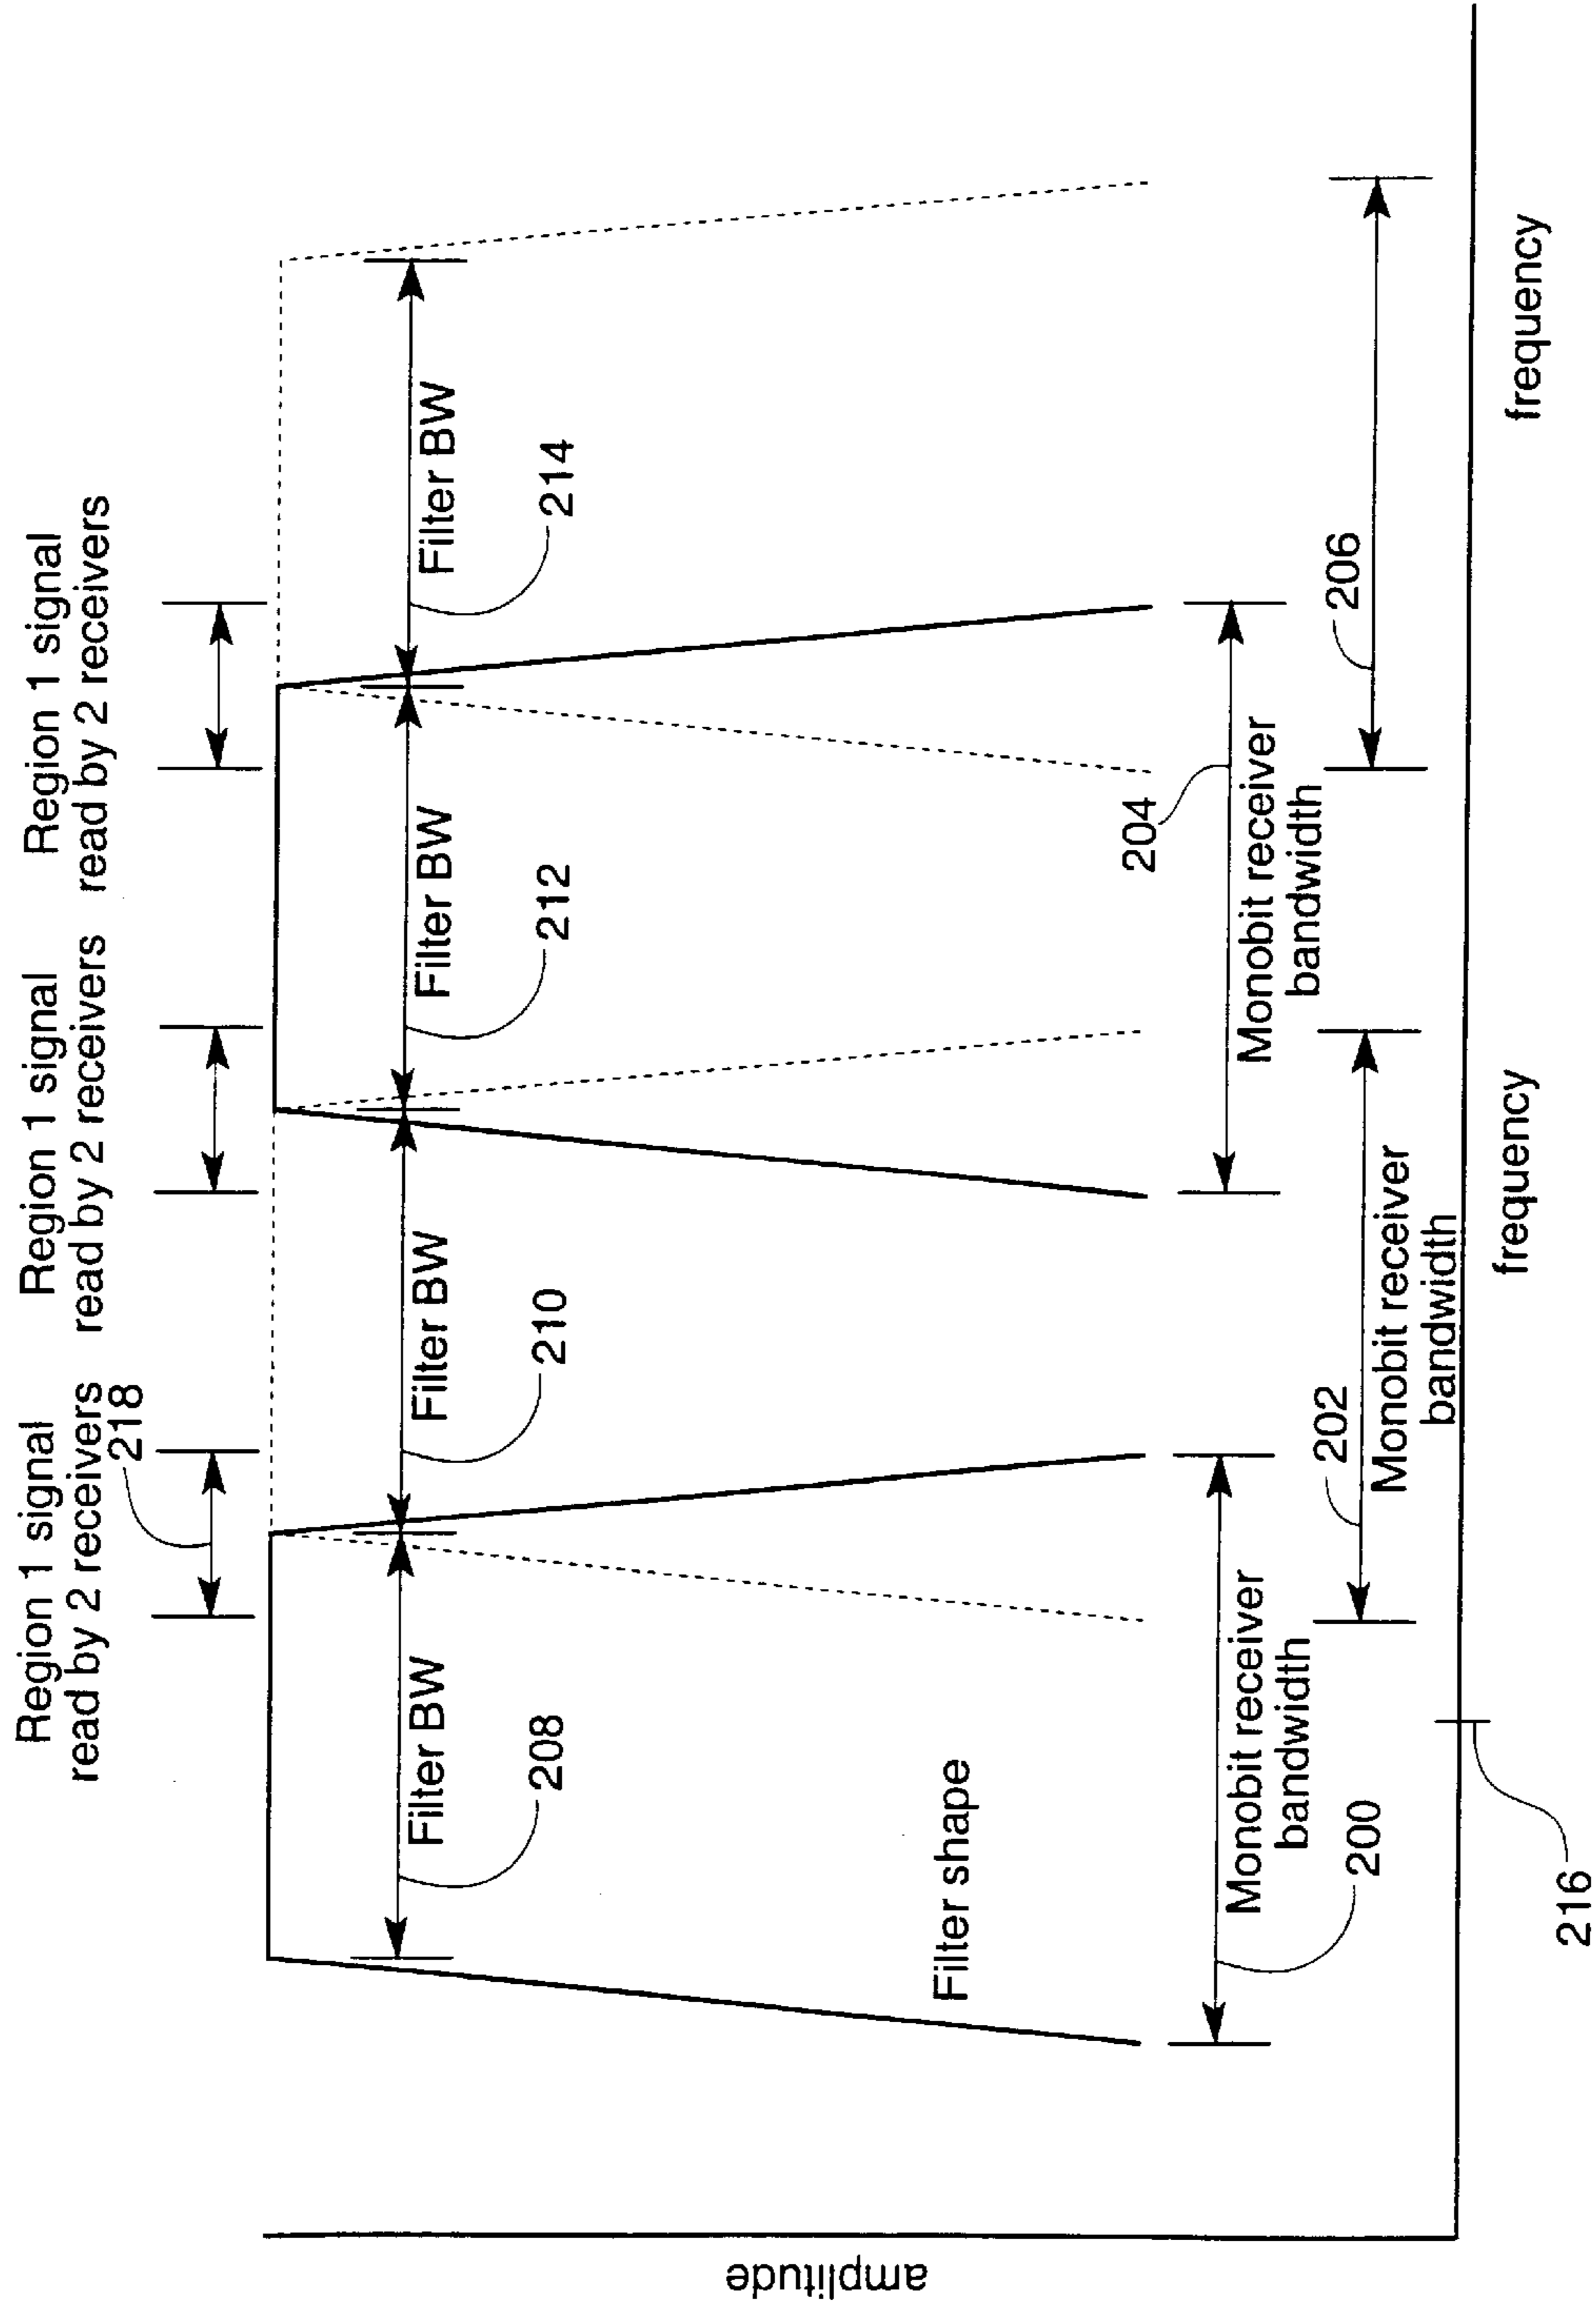 Region 1 signal
read by 2 receivers
218
Region 1 signal
read by 2 receivers
Region 1 signal
read by 2 receivers
Filter BW
208
Filter BW
210
Filter BW
212
Filter BW
214
Filter shape
Monobit receiver
bandwidth
200
202
Monobit receiver
bandwidth
204
Monobit receiver
bandwidth
206
216
frequency
frequency
amplitude